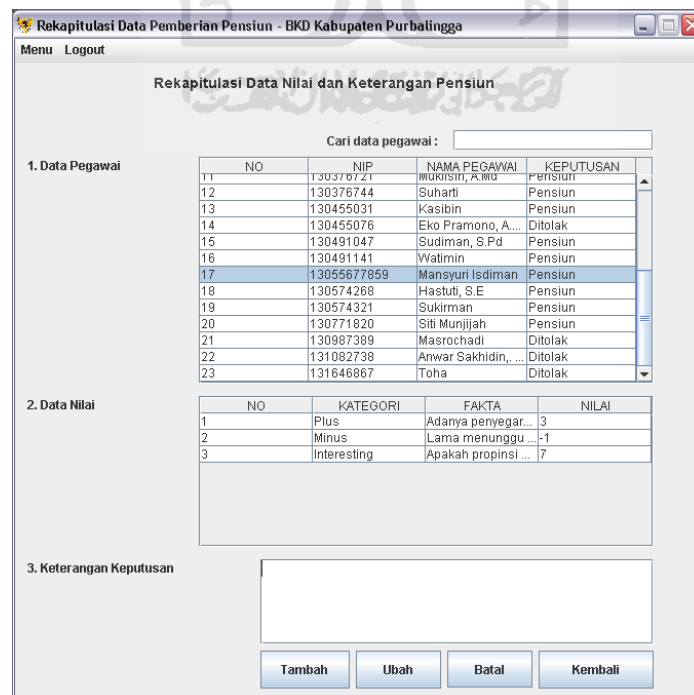 Rekapitulasi Data Pemberian Pensiun - BKD Kabupaten Purbalingga
Menu Logout
Rekapitulasi Data Nilai dan Keterangan Pensiun
Cari data pegawai :
1. Data Pegawai
NO NIP NAMA PEGAWAI KEPUTUSAN
11 130376721 Muklisin, A.Md Pensiun
12 130376744 Suharti Pensiun
13 130455031 Kasibin Pensiun
14 130455076 Eko Pramono, A.... Ditolak
15 130491047 Sudiman, S.Pd Pensiun
16 130491141 Watimin Pensiun
17 13055677859 Mansyuri Isdiman Pensiun
18 130574268 Hastuti, S.E Pensiun
19 130574321 Sukirman Pensiun
20 130771820 Siti Munjijah Pensiun
21 130987389 Masrochadi Ditolak
22 131082738 Anwar Sakhidin,. ... Ditolak
23 131646867 Toha Ditolak
2. Data Nilai
NO KATEGORI FAKTA NILAI
1 Plus Adanya penyegar... 3
2 Minus Lama menunggu ... -1
3 Interesting Apakah propinsi ... 7
3. Keterangan Keputusan
Tambah Ubah Batal Kembali